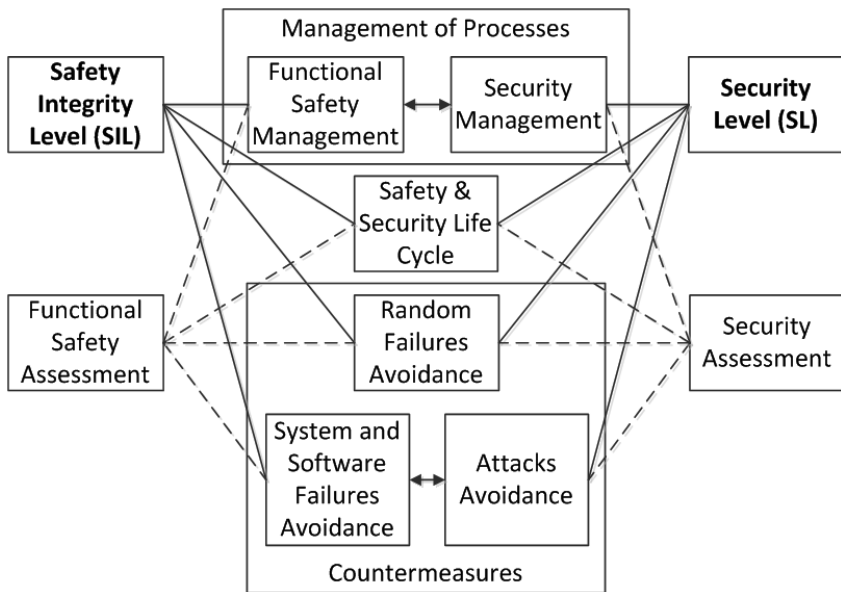 Management of Processes
Safety
Integrity
Level (SIL)
Functional
Safety
Management
Security
Management
Security
Level (SL)
Safety &
Security Life
Cycle
Functional
Safety
Assessment
Random
Failures
Avoidance
Security
Assessment
System and
Software
Failures
Avoidance
Attacks
Avoidance
Countermeasures